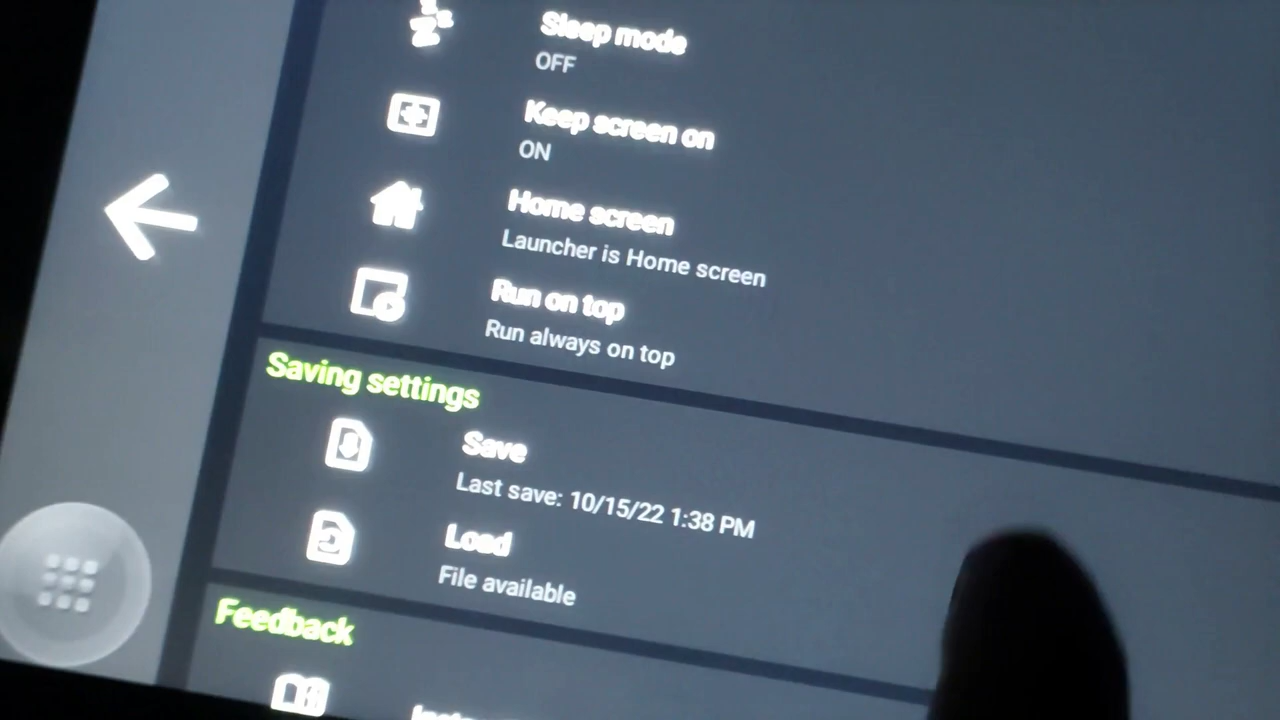 Sleep mode
OFF
Keep screen on
ON
Home screen
Launcher is Home screen
Run on top
Run always on top
Saving settings
Save
Last save: 10/15/22 1:38 PM
Load
File available
Feedback